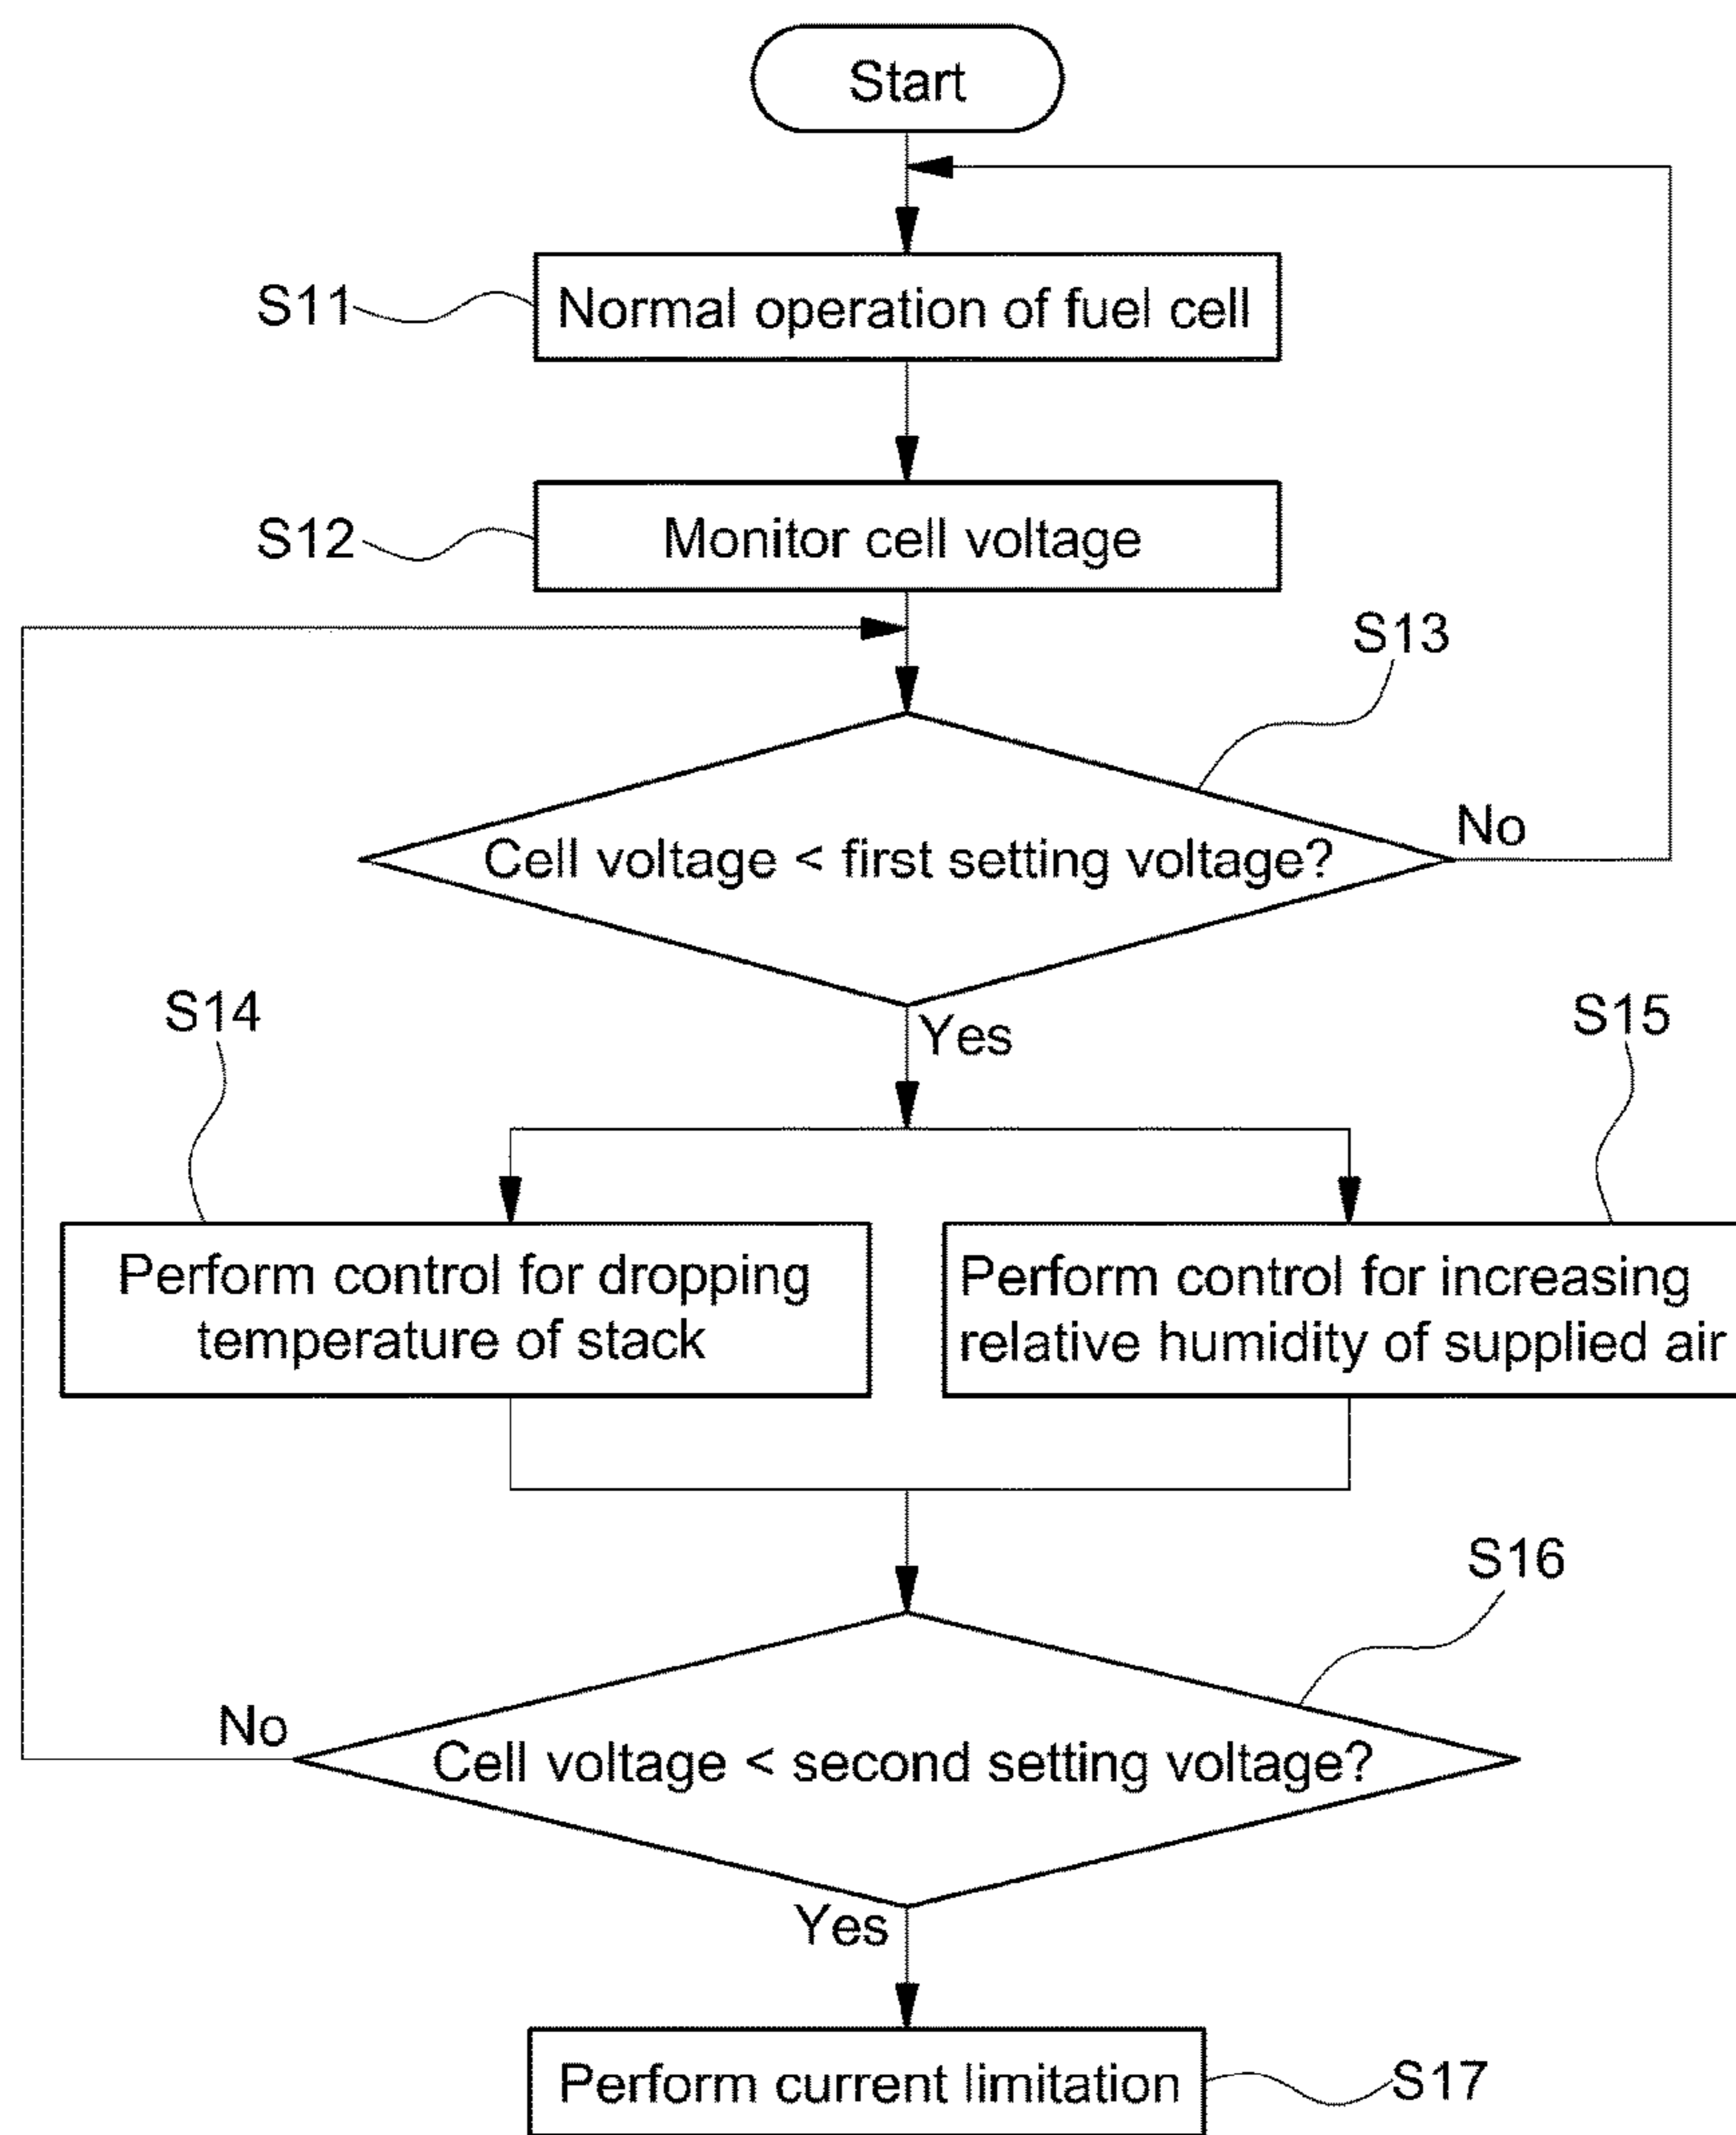 Start
S11
Normal operation of fuel cell
S12
Monitor cell voltage
S13
Cell voltage < first setting voltage?
No
Yes
S14
S15
Perform control for dropping
temperature of stack
Perform control for increasing
relative humidity of supplied air
S16
No
Cell voltage < second setting voltage?
Yes
Perform current limitation
S17